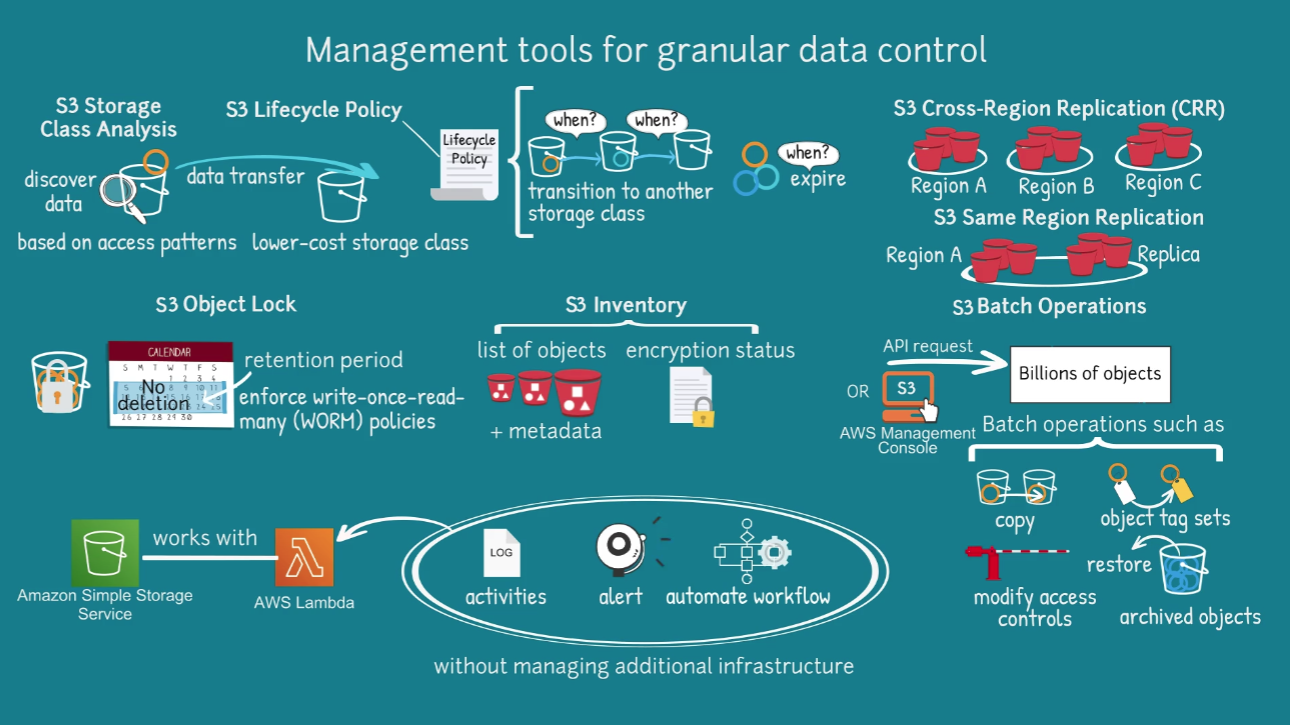 Management tools for granular data control
S3 Storage
Class Analysis
discover
data
based on access patterns
data transfer
lower-cost storage class
S3 Lifecycle Policy
Lifecycle
Policy
when?
when?
transition to another
storage class
when?
expire
S3 Cross-Region Replication (CRR)
Region A
Region B
Region C
S3 Same Region Replication
Region A
Replica
S3 Object Lock
CALENDAR
S M T W T F S
No
deletion
16 17 18 19 20
retention period
enforce write-once-read-
many (WORM) policies
S3 Inventory
list of objects
+ metadata
encryption status
S3 Batch Operations
API request
OR
S3
AWS Management
Console
Billions of objects
Batch operations such as
copy
object tag sets
modify access
controls
restore
archived objects
Amazon Simple Storage
Service
works with
AWS Lambda
LOG
activities
alert
automate workflow
without managing additional infrastructure